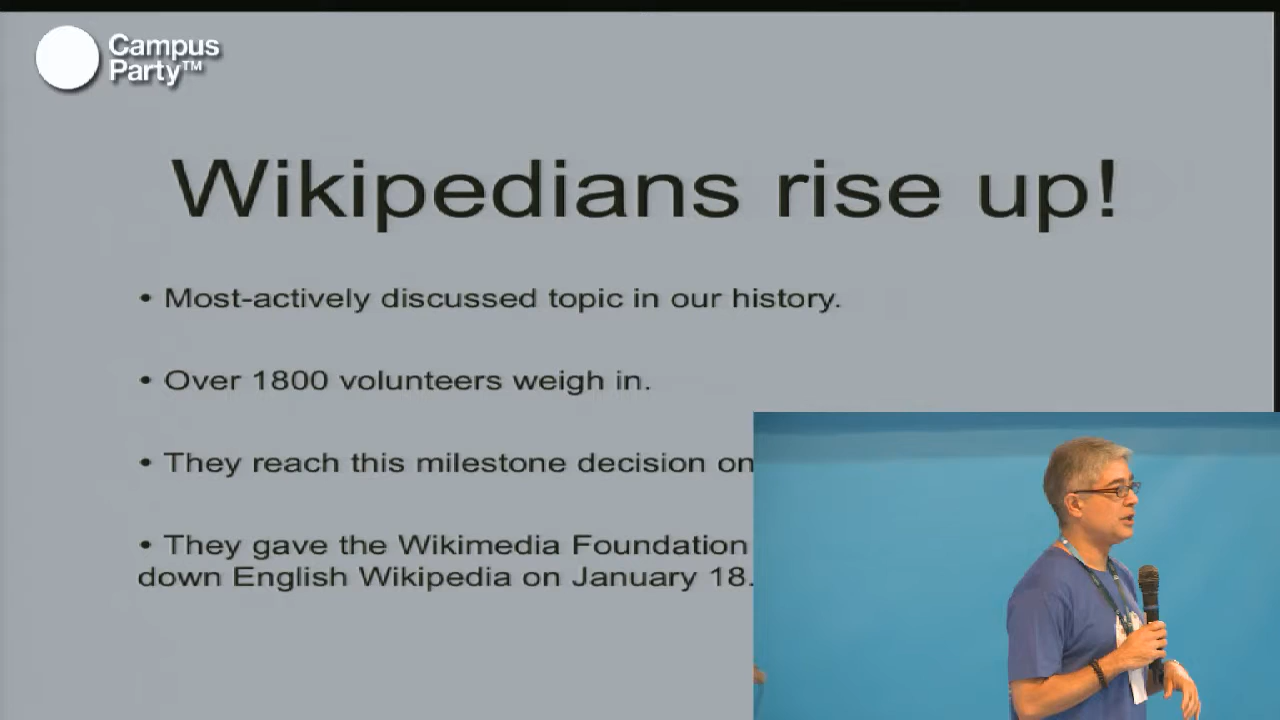 Campus
Party™
Wikipedians rise up!
• Most-actively discussed topic in our history.
• Over 1800 volunteers weigh in.
• They reach this milestone decision on
• They gave the Wikimedia Foundation
down English Wikipedia on January 18.